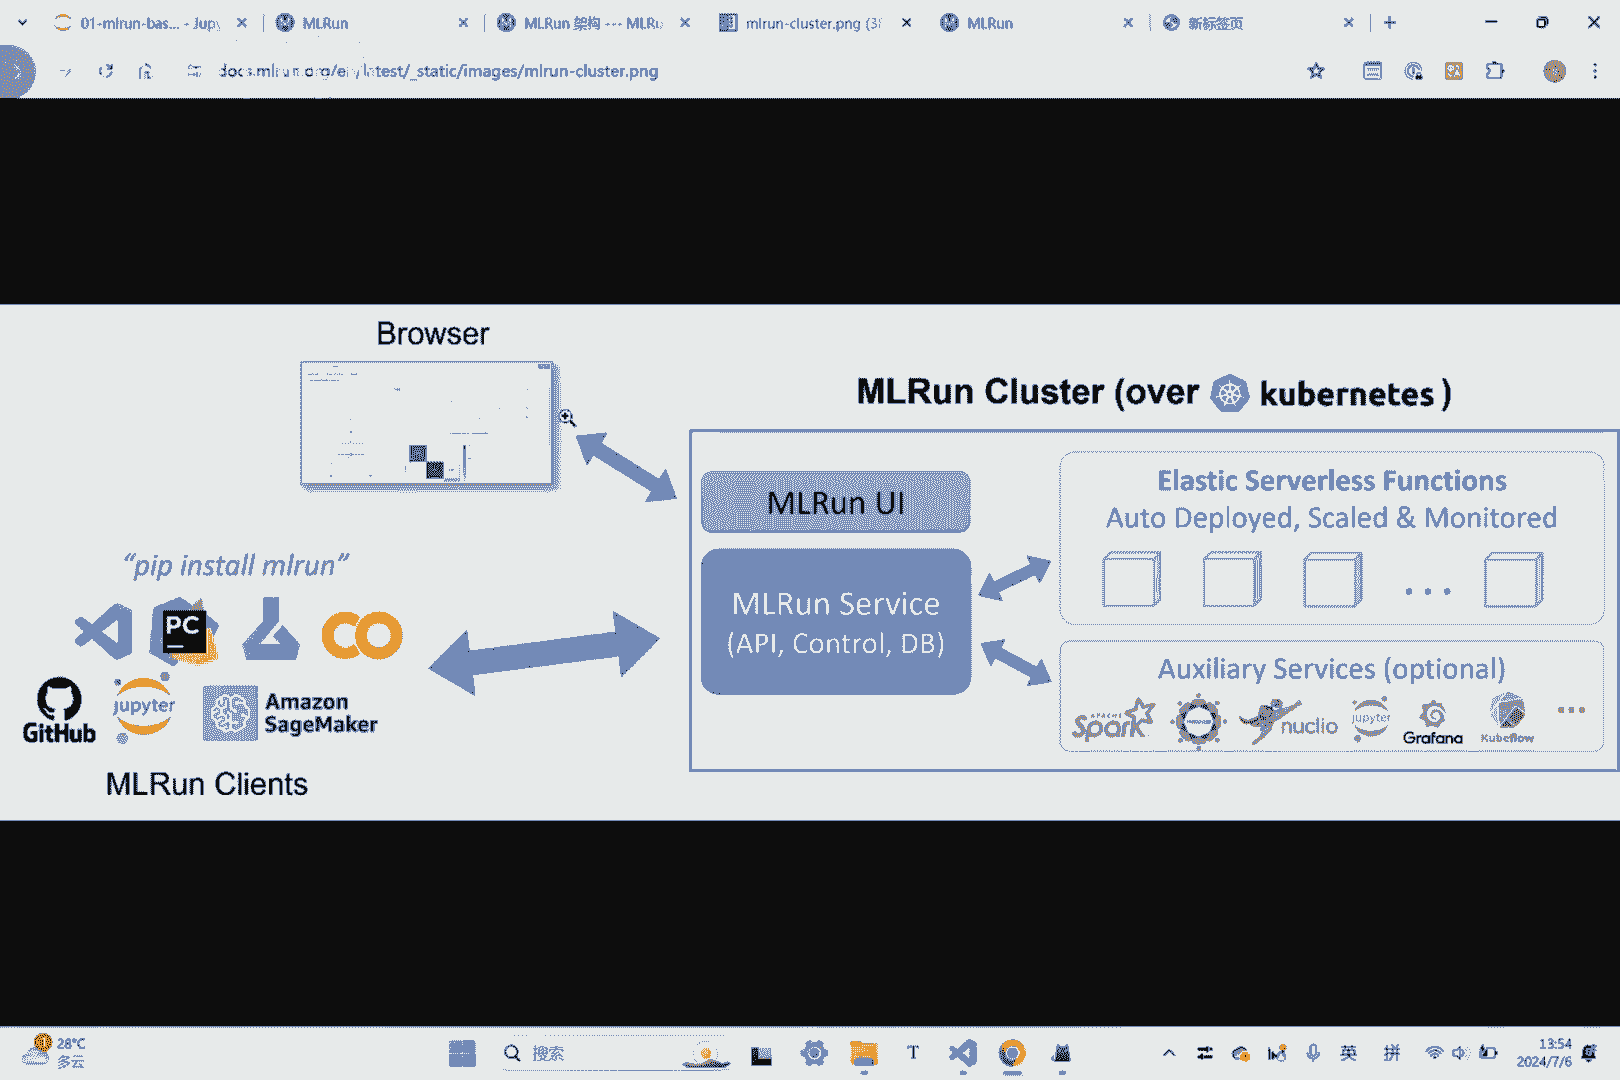 01-mlrun-bas... - Jupy
MLRun
MLRun 架构 --- MLRu
mlrun-cluster.png (3
MLRun
新标签页
docs.mlrun.org/en/latest/_static/images/mlrun-cluster.png
Browser
MLRun Cluster (over kubernetes)
MLRun UI
Elastic Serverless Functions
Auto Deployed, Scaled & Monitored
...
"pip install mlrun"
PC
CO
MLRun Service
(API, Control, DB)
GitHub
jupyter
Amazon
SageMaker
MLRun Clients
Auxiliary Services (optional)
APACHE
Spark
nuclio
jupyter
Grafana
Kubeflow
...
28°C
多云
搜索
T
英
拼
13:54
2024/7/6